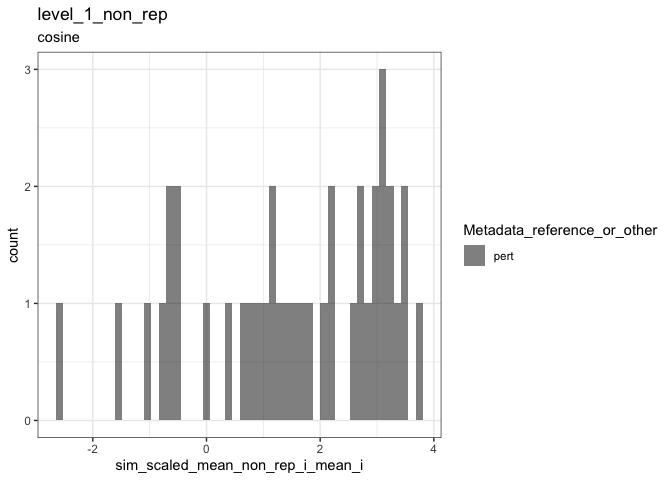 level_1_non_rep
cosine
3
2
1
0
count
-2
0
2
4
sim_scaled_mean_non_rep_i_mean_i
Metadata_reference_or_other
pert